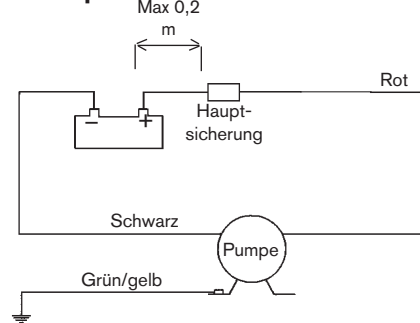 Max 0,2
m
Rot
Haupt-
sicherung
Schwarz
Pumpe
Grün/gelb